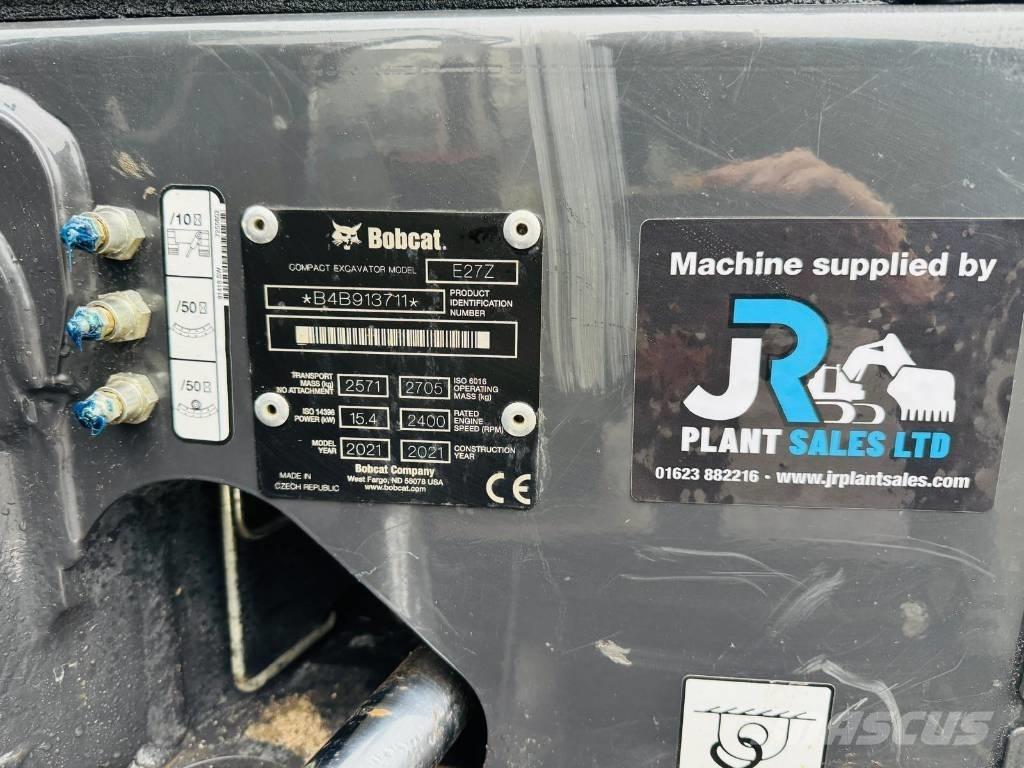 /10
/50
/50
7255603
Bobcat.
COMPACT EXCAVATOR MODEL E27Z
*B4B913711* PRODUCT IDENTIFICATION NUMBER
TRANSPORT MASS (kg) NO ATTACHMENT 2571 2705 ISO 6016 OPERATING MASS (kg)
ISO 14396 POWER (kW) 15.4 2400 RATED ENGINE SPEED (RPM)
MODEL YEAR 2021 2021 CONSTRUCTION YEAR
Bobcat Company
West Fargo, ND 58078 USA
www.bobcat.com
MADE IN
CZECH REPUBLIC
CE
Machine supplied by
JR
PLANT SALES LTD
01623 882216 · www.jrplantsales.com
MASCUS